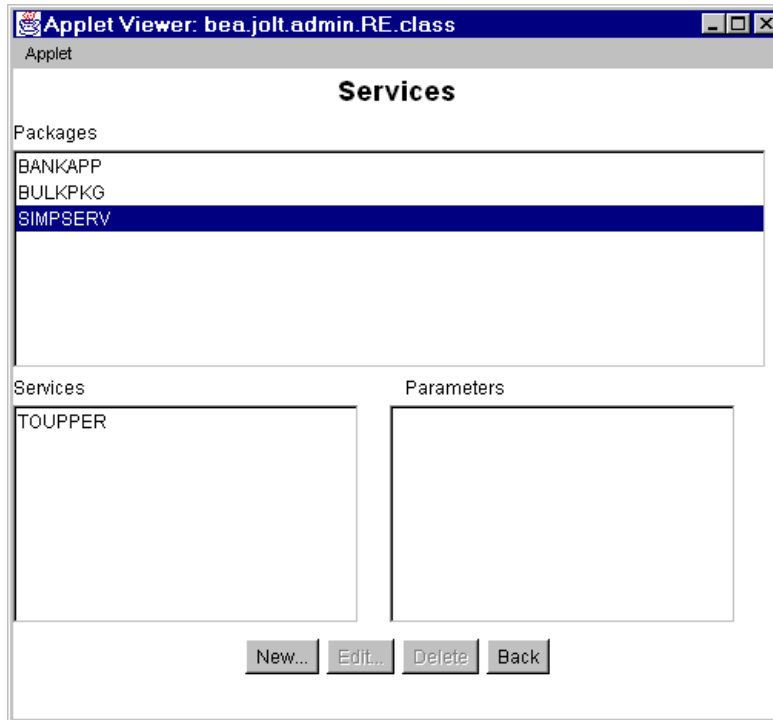 Applet Viewer: bea.jolt.admin.RE.class
Applet
Services
Packages
BANKAPP
BULKPKG
SIMPSERV
Services Parameters
TOUPPER
New... Edit... Delete Back